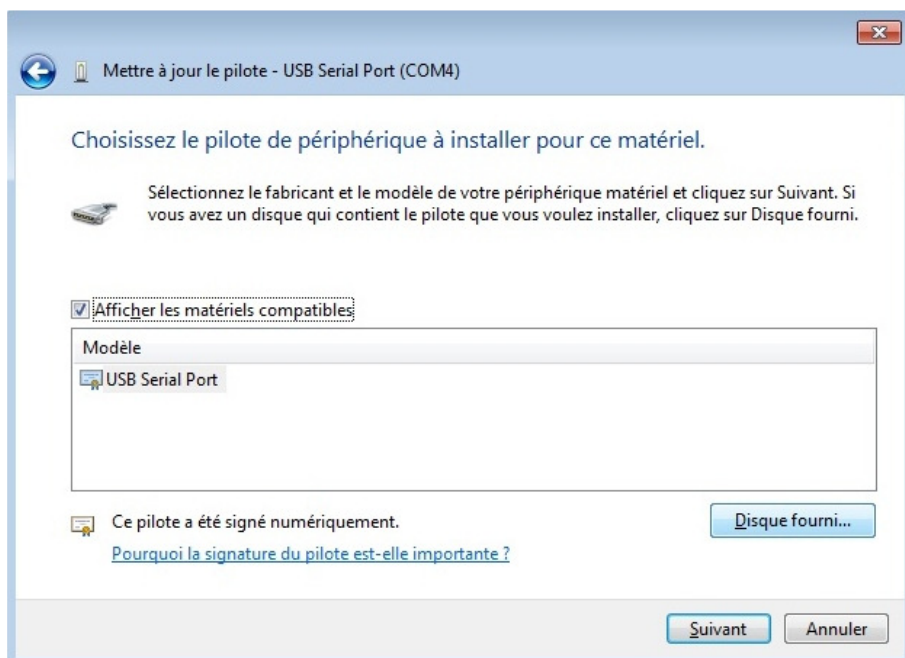 Mettre à jour le pilote - USB Serial Port (COM4)
Choisissez le pilote de périphérique à installer pour ce matériel.
Sélectionnez le fabricant et le modèle de votre périphérique matériel et cliquez sur Suivant. Si
vous avez un disque qui contient le pilote que vous voulez installer, cliquez sur Disque fourni.
Afficher les matériels compatibles
Modèle
USB Serial Port
Ce pilote a été signé numériquement.
Disque fourni...
Pourquoi la signature du pilote est-elle importante ?
Suivant
Annuler